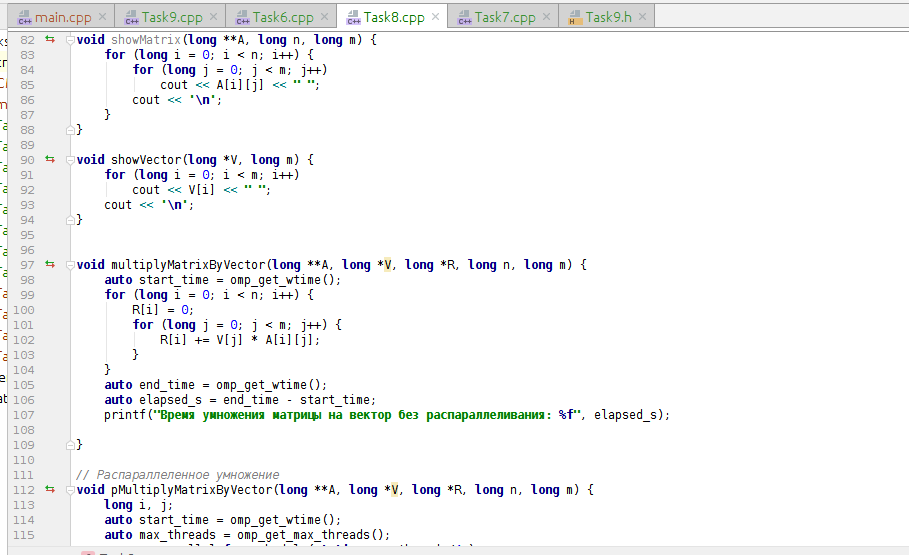 main.cpp Task9.cpp Task6.cpp Task8.cpp Task7.cpp Task9.h
82 void showMatrix(long **A, long n, long m) {
83 for (long i = 0; i < n; i++) {
84 for (long j = 0; j < m; j++)
85 cout << A[i][j] << " ";
86 cout << '\n';
87 }
88 }
89
90 void showVector(long *V, long m) {
91 for (long i = 0; i < m; i++)
92 cout << V[i] << " ";
93 cout << '\n';
94 }
95
96
97 void multiplyMatrixByVector(long **A, long *V, long *R, long n, long m) {
98 auto start_time = omp_get_wtime();
99 for (long i = 0; i < n; i++) {
100 R[i] = 0;
101 for (long j = 0; j < m; j++) {
102 R[i] += V[j] * A[i][j];
103 }
104 }
105 auto end_time = omp_get_wtime();
106 auto elapsed_s = end_time - start_time;
107 printf("Время умножения матрицы на вектор без распараллеливания: %f", elapsed_s);
108
109 }
110
111 // Распараллеленное умножение
112 void pMultiplyMatrixByVector(long **A, long *V, long *R, long n, long m) {
113 long i, j;
114 auto start_time = omp_get_wtime();
115 auto max_threads = omp_get_max_threads();